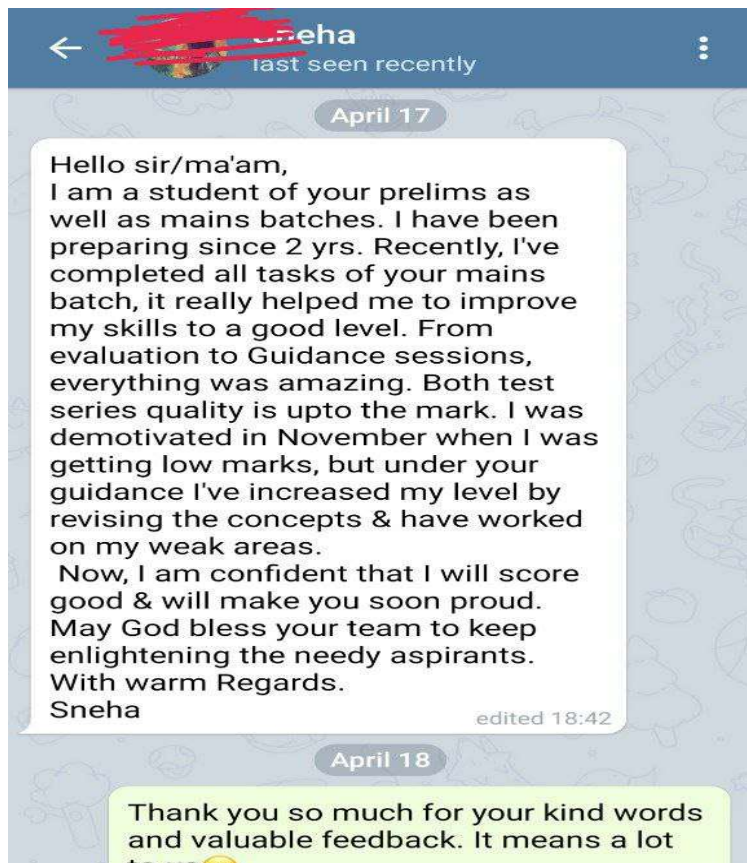 Sneha
last seen recently
April 17
Hello sir/ma'am,
I am a student of your prelims as
well as mains batches. I have been
preparing since 2 yrs. Recently, I've
completed all tasks of your mains
batch, it really helped me to improve
my skills to a good level. From
evaluation to Guidance sessions,
everything was amazing. Both test
series quality is upto the mark. I was
demotivated in November when I was
getting low marks, but under your
guidance I've increased my level by
revising the concepts & have worked
on my weak areas.
Now, I am confident that I will score
good & will make you soon proud.
May God bless your team to keep
enlightening the needy aspirants.
With warm Regards.
Sneha
edited 18:42
April 18
Thank you so much for your kind words
and valuable feedback. It means a lot
to us